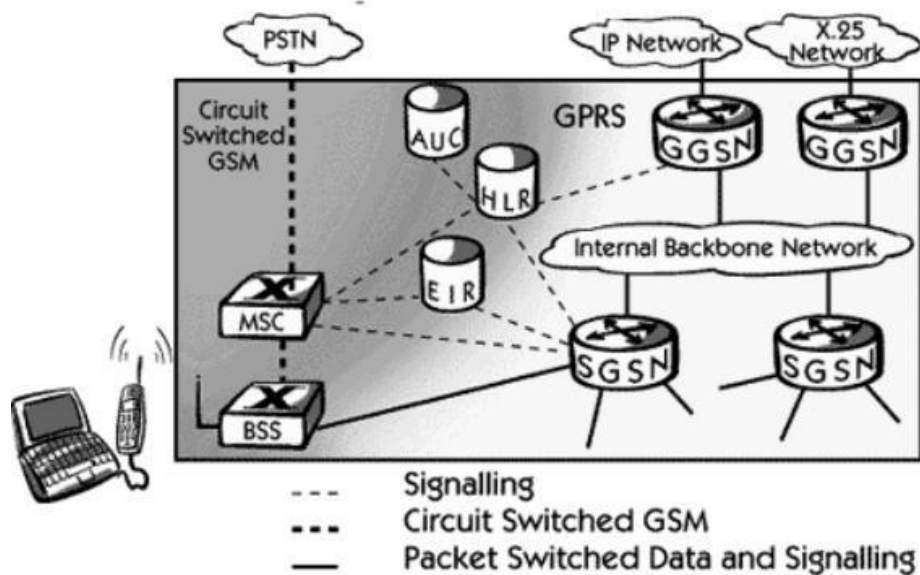 PSTN
IP Network
X.25
Network
Circuit
Switched
GSM
AUC
GPRS
GGSN
GGSN
HLR
Internal Backbone Network
EIR
MSC
SGSN
SGSN
BSS
Signalling
Circuit Switched GSM
Packet Switched Data and Signalling